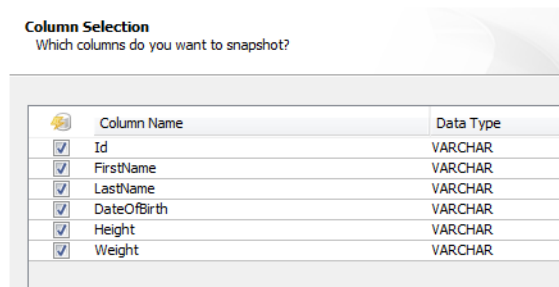 Column Selection
Which columns do you want to snapshot?
Column Name Data Type
Id VARCHAR
FirstName VARCHAR
LastName VARCHAR
DateOfBirth VARCHAR
Height VARCHAR
Weight VARCHAR